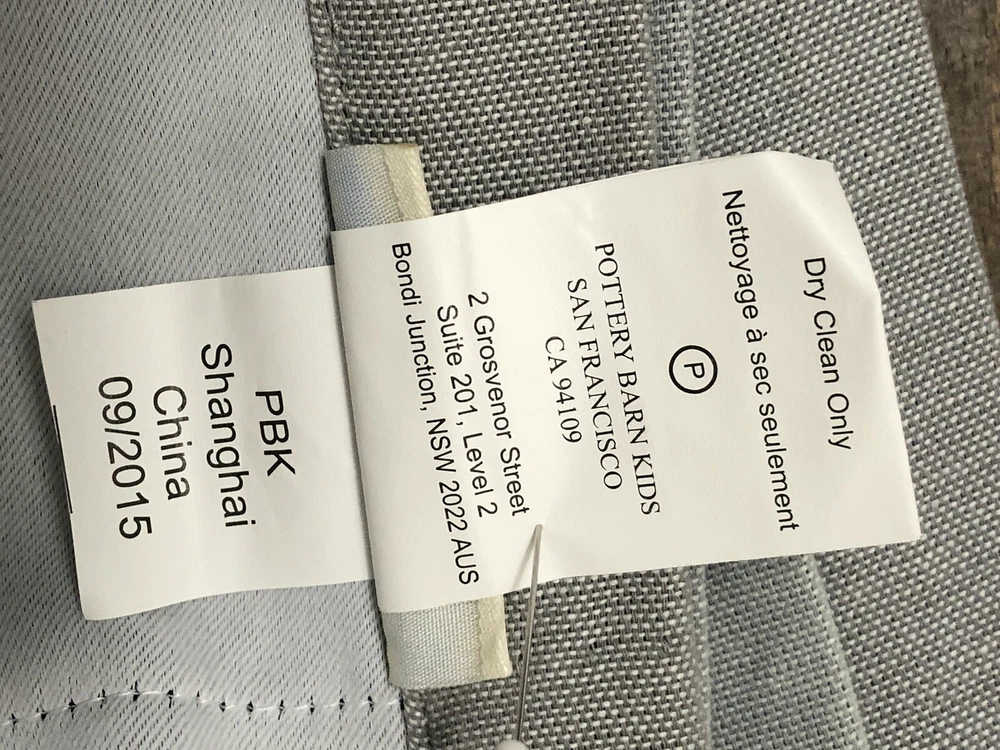 Dry Clean Only
Nettoyage à sec seulement
P
POTTERY BARN KIDS
SAN FRANCISCO
CA 94109
2 Grosvenor Street
Suite 201, Level 2
Bondi Junction, NSW 2022 AUS
PBK
Shanghai
China
09/2015